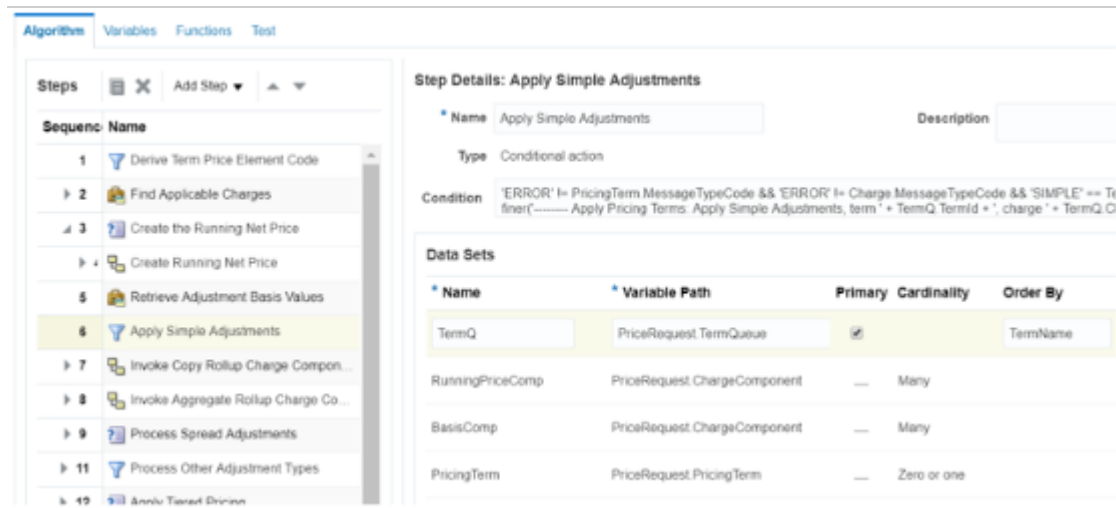 Algorithm Variables Functions Test
Steps Add Step
Sequenc Name
1 Derive Term Price Element Code
2 Find Applicable Charges
3 Create the Running Net Price
4 Create Running Net Price
5 Retrieve Adjustment Basis Values
6 Apply Simple Adjustments
7 Invoke Copy Rollup Charge Compon...
8 Invoke Aggregate Rollup Charge Co...
9 Process Spread Adjustments
11 Process Other Adjustment Types
12 Apply Tiered Pricing
Step Details: Apply Simple Adjustments
* Name Apply Simple Adjustments Description
Type Conditional action
Condition 'ERROR' != PricingTerm.MessageTypeCode && 'ERROR' != Charge.MessageTypeCode && 'SIMPLE' == Te
finer('-------- Apply Pricing Terms: Apply Simple Adjustments, term ' + TermQ.TermId + ', charge ' + TermQ.C
Data Sets
* Name * Variable Path Primary Cardinality Order By
TermQ PriceRequest.TermQueue TermName
RunningPriceComp PriceRequest.ChargeComponent — Many
BasisComp PriceRequest.ChargeComponent — Many
PricingTerm PriceRequest.PricingTerm — Zero or one